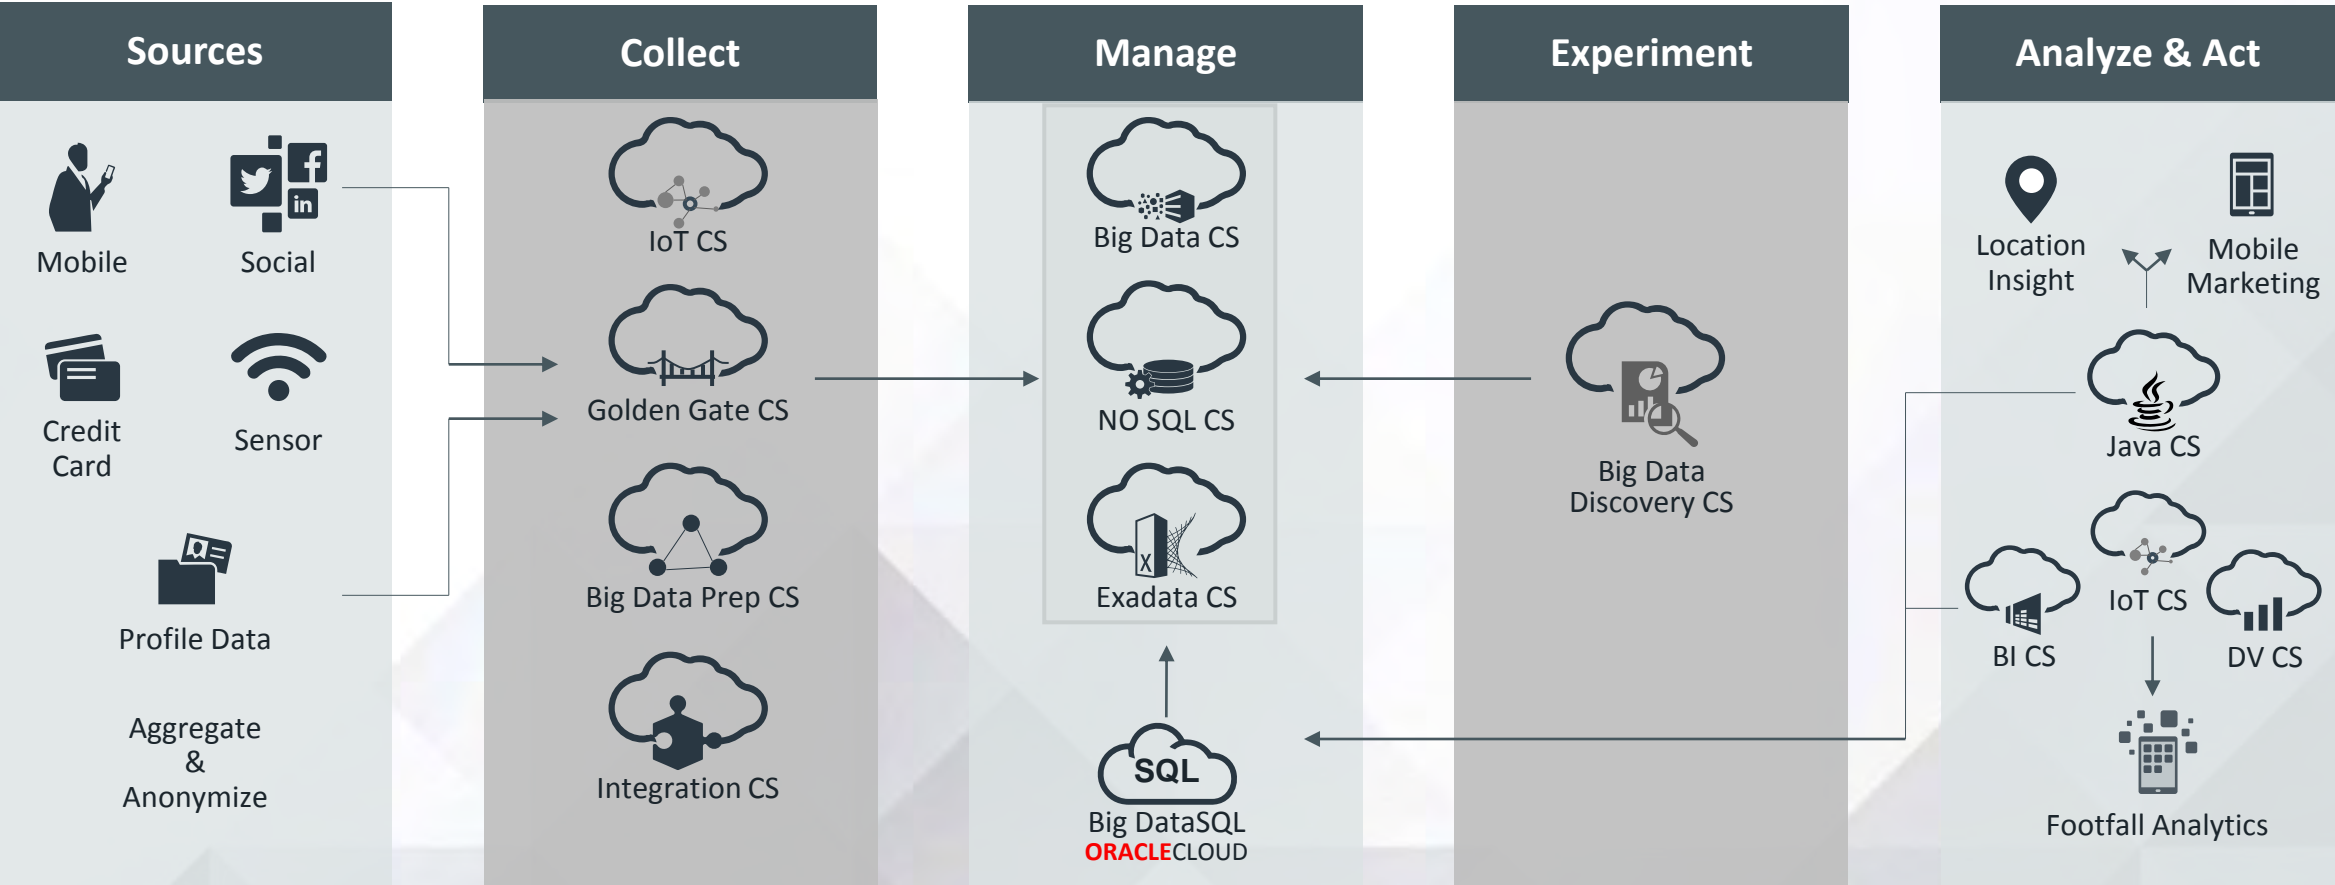 Sources
Mobile
Social
Credit
Card
Sensor
Profile Data
Aggregate
&
Anonymize
Collect
IoT CS
Golden Gate CS
Big Data Prep CS
Integration CS
Manage
Big Data CS
NO SQL CS
X
Exadata CS
SQL
Big DataSQL
ORACLECLOUD
Experiment
Big Data
Discovery CS
Analyze & Act
Location
Insight
Mobile
Marketing
Java CS
IoT CS
BI CS
DV CS
Footfall Analytics
f
in